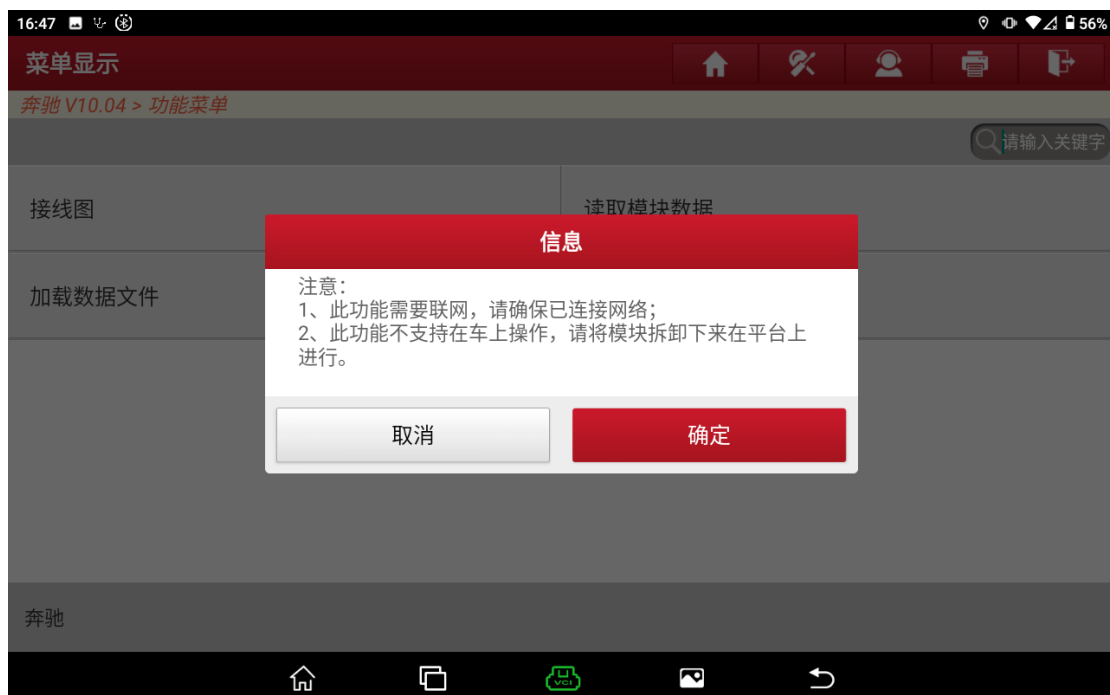 16:47
56%
菜单显示
奔驰 V10.04 > 功能菜单
请输入关键字
接线图
读取模块数据
加载数据文件
信息
注意：
1、此功能需要联网，请确保已连接网络；
2、此功能不支持在车上操作，请将模块拆卸下来在平台上
进行。
取消
确定
奔驰
VCI